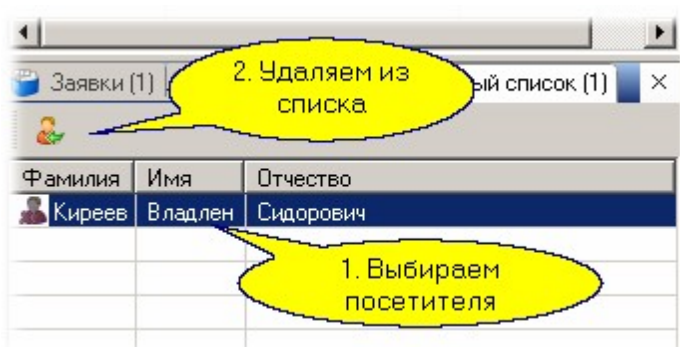 Заявки (1)
2. Удаляем из
списка
ый список (1)
Фамилия Имя Отчество
Киреев Владлен Сидорович
1. Выбираем
посетителя